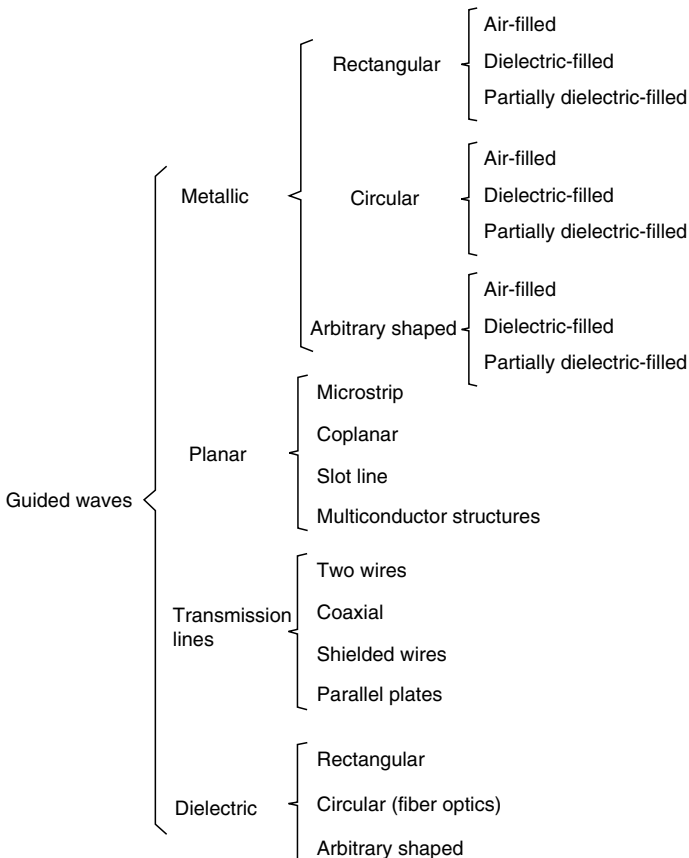 Guided waves
Metallic
Rectangular
Air-filled
Dielectric-filled
Partially dielectric-filled
Circular
Air-filled
Dielectric-filled
Partially dielectric-filled
Arbitrary shaped
Air-filled
Dielectric-filled
Partially dielectric-filled
Planar
Microstrip
Coplanar
Slot line
Multiconductor structures
Transmission
lines
Two wires
Coaxial
Shielded wires
Parallel plates
Dielectric
Rectangular
Circular (fiber optics)
Arbitrary shaped